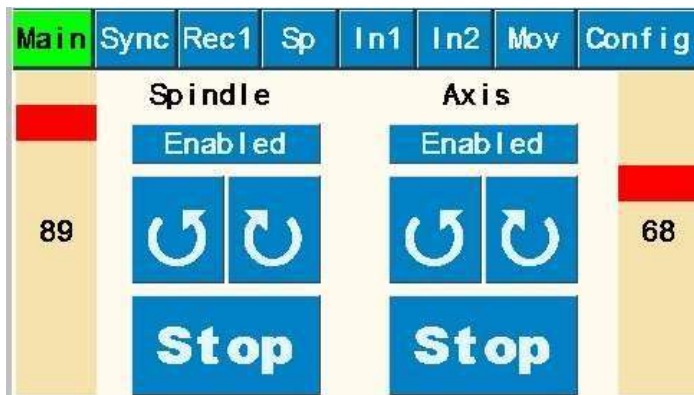 Main Sync Rec1 Sp In1 In2 Mov Config
Spindle Axis
Enabled Enabled
89 68
Stop Stop